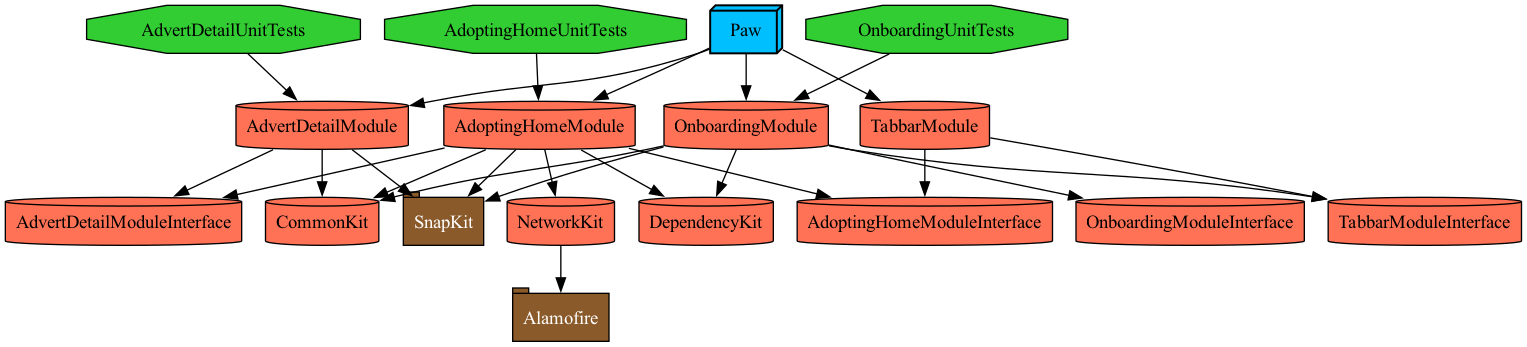 AdvertDetailUnitTests
AdoptingHomeUnitTests
Paw
OnboardingUnitTests
AdvertDetailModule
AdoptingHomeModule
OnboardingModule
TabbarModule
AdvertDetailModuleInterface
CommonKit
SnapKit
NetworkKit
DependencyKit
AdoptingHomeModuleInterface
OnboardingModuleInterface
TabbarModuleInterface
Alamofire